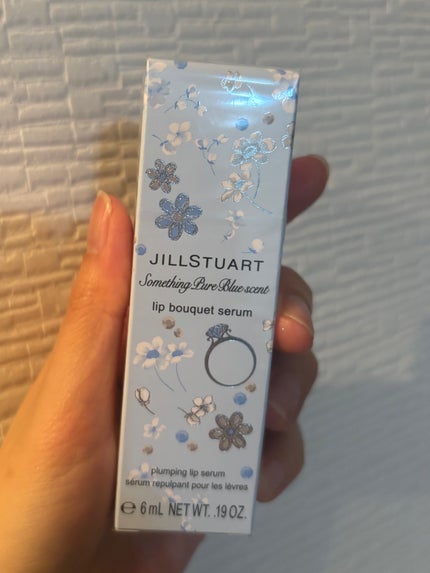 JILLSTUART
Something Pure Blue scent
lip bouquet serum
plumping lip serum
sérum repulpant pour les lèvres
℮ 6 mL NET WT. .19 OZ.